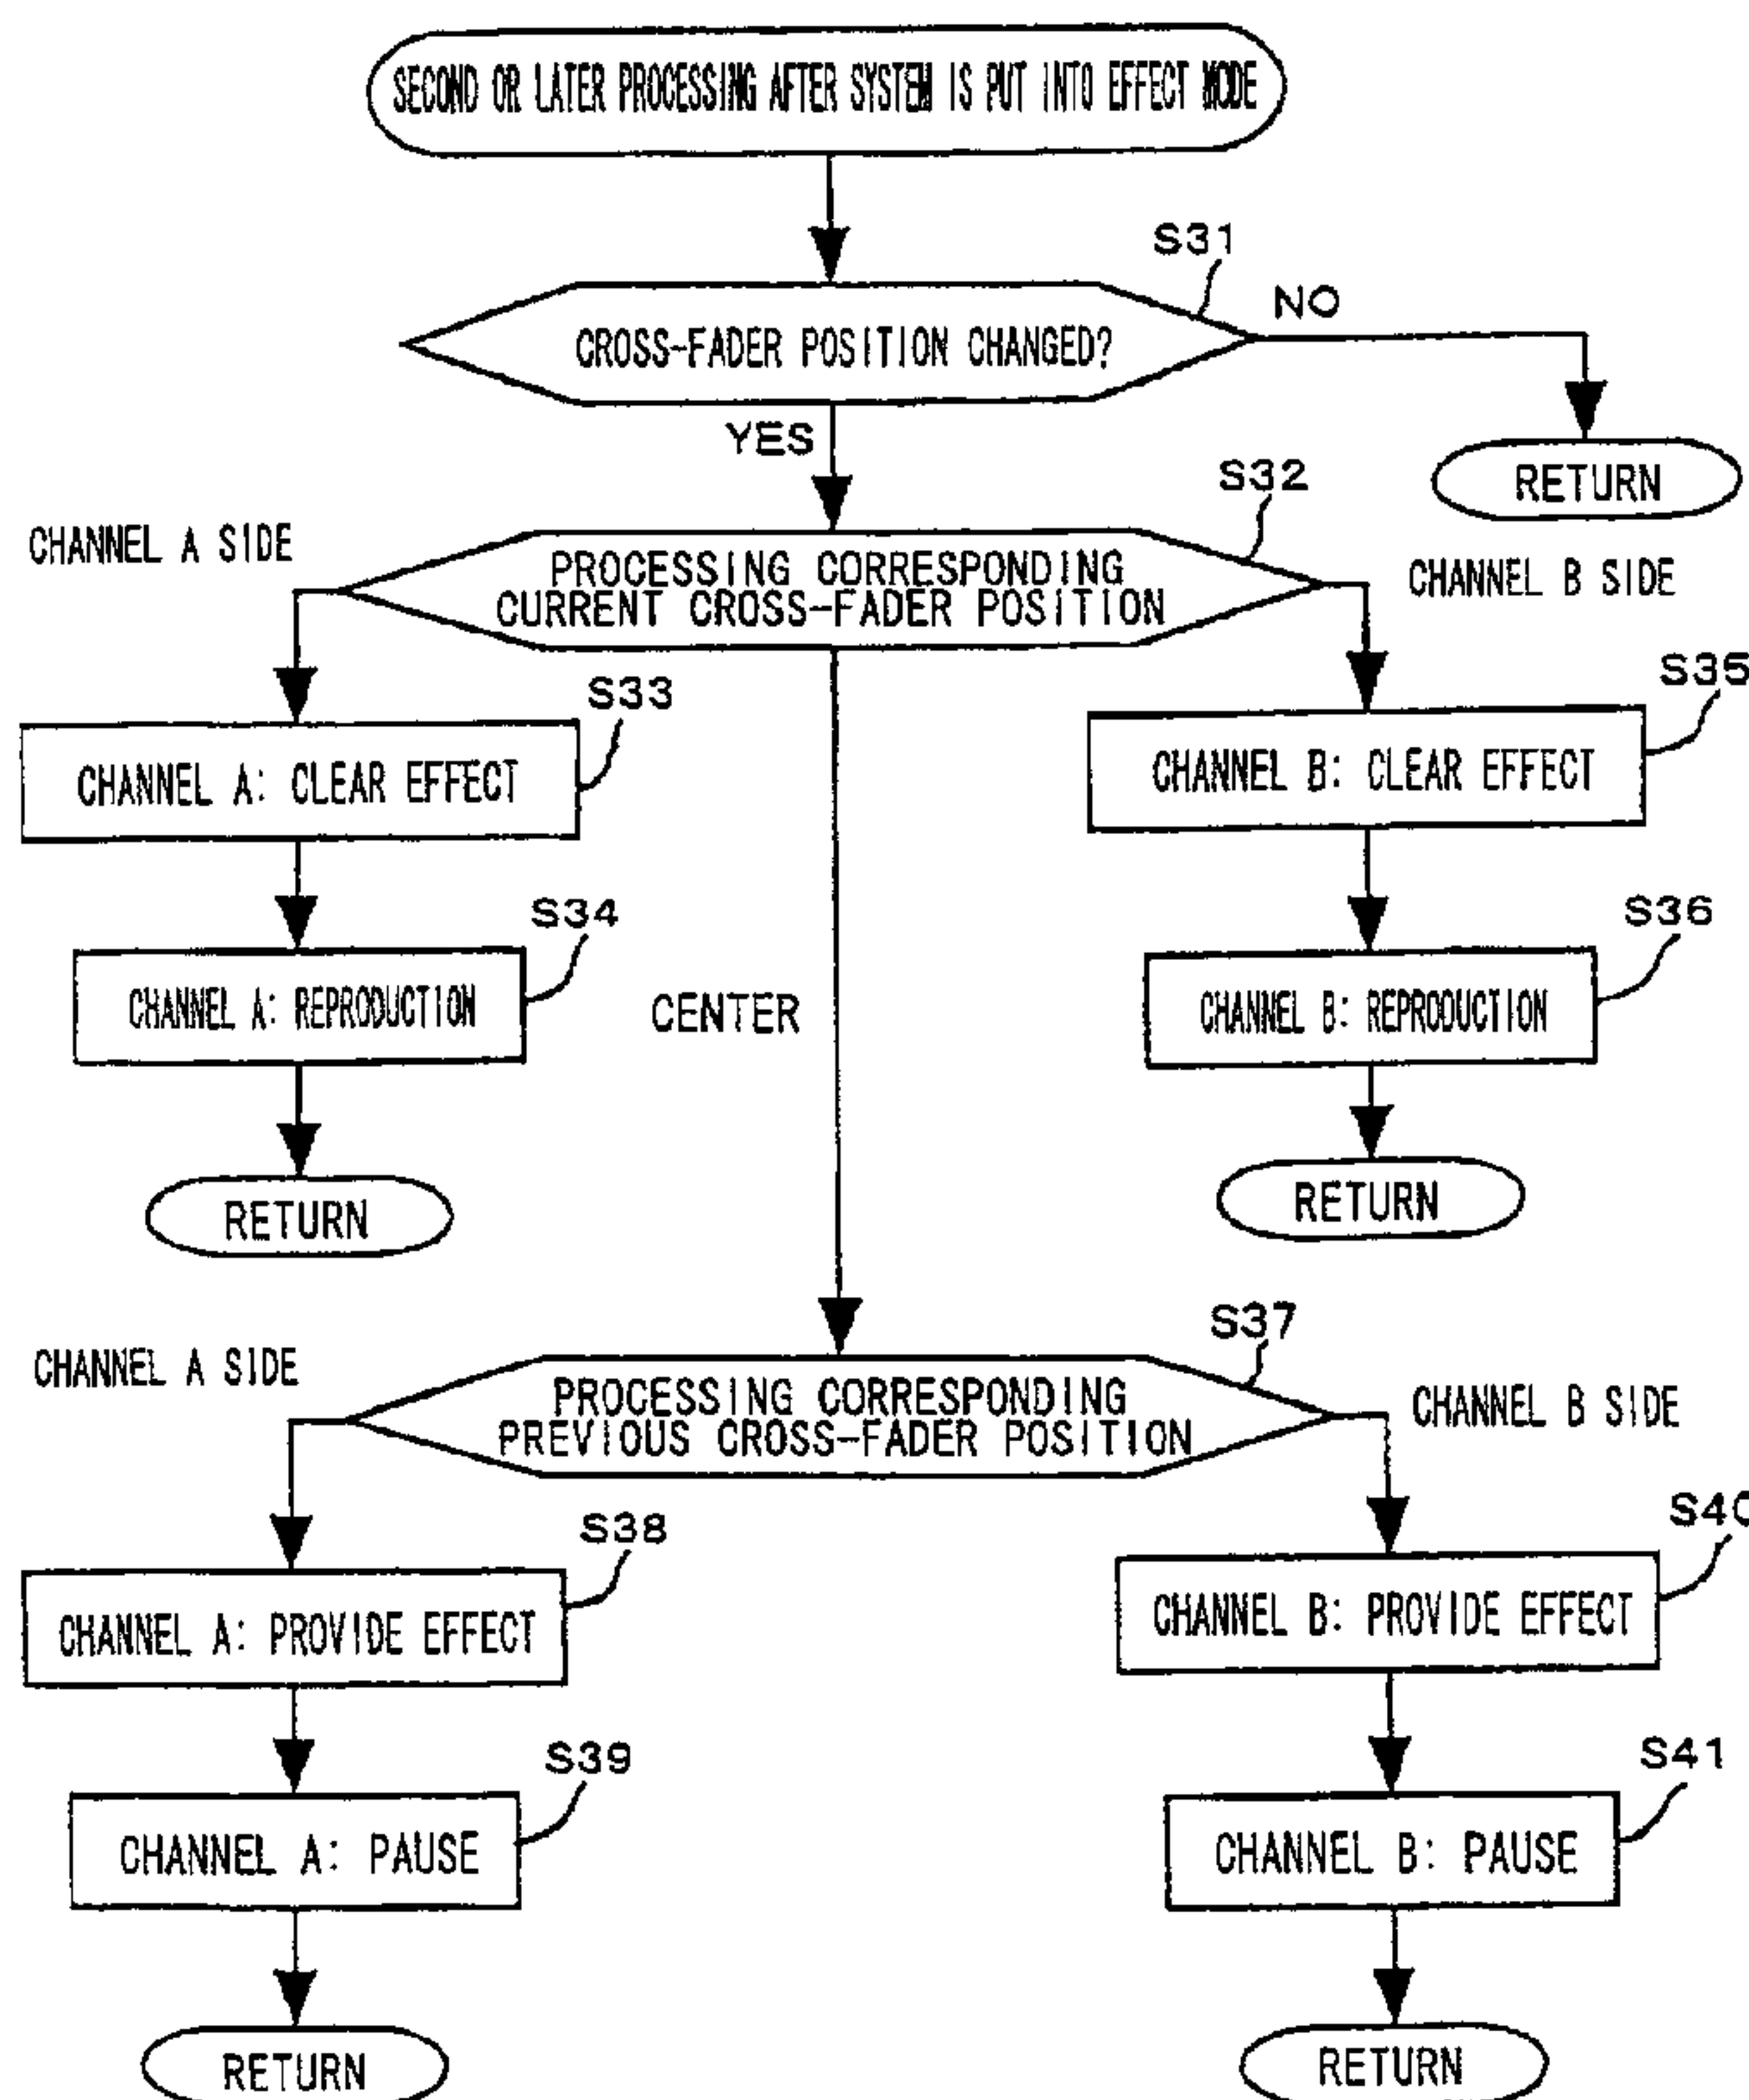 SECOND OR LATER PROCESSING AFTER SYSTEM IS PUT INTO EFFECT MODE
S31
CROSS-FADER POSITION CHANGED?
NO
YES
RETURN
S32
CHANNEL A SIDE
PROCESSING CORRESPONDING
CURRENT CROSS-FADER POSITION
CHANNEL B SIDE
S33
CHANNEL A: CLEAR EFFECT
S35
CHANNEL B: CLEAR EFFECT
S34
CHANNEL A: REPRODUCTION
CENTER
S36
CHANNEL B: REPRODUCTION
RETURN
RETURN
S37
CHANNEL A SIDE
PROCESSING CORRESPONDING
PREVIOUS CROSS-FADER POSITION
CHANNEL B SIDE
S38
CHANNEL A: PROVIDE EFFECT
S40
CHANNEL B: PROVIDE EFFECT
S39
CHANNEL A: PAUSE
S41
CHANNEL B: PAUSE
RETURN
RETURN